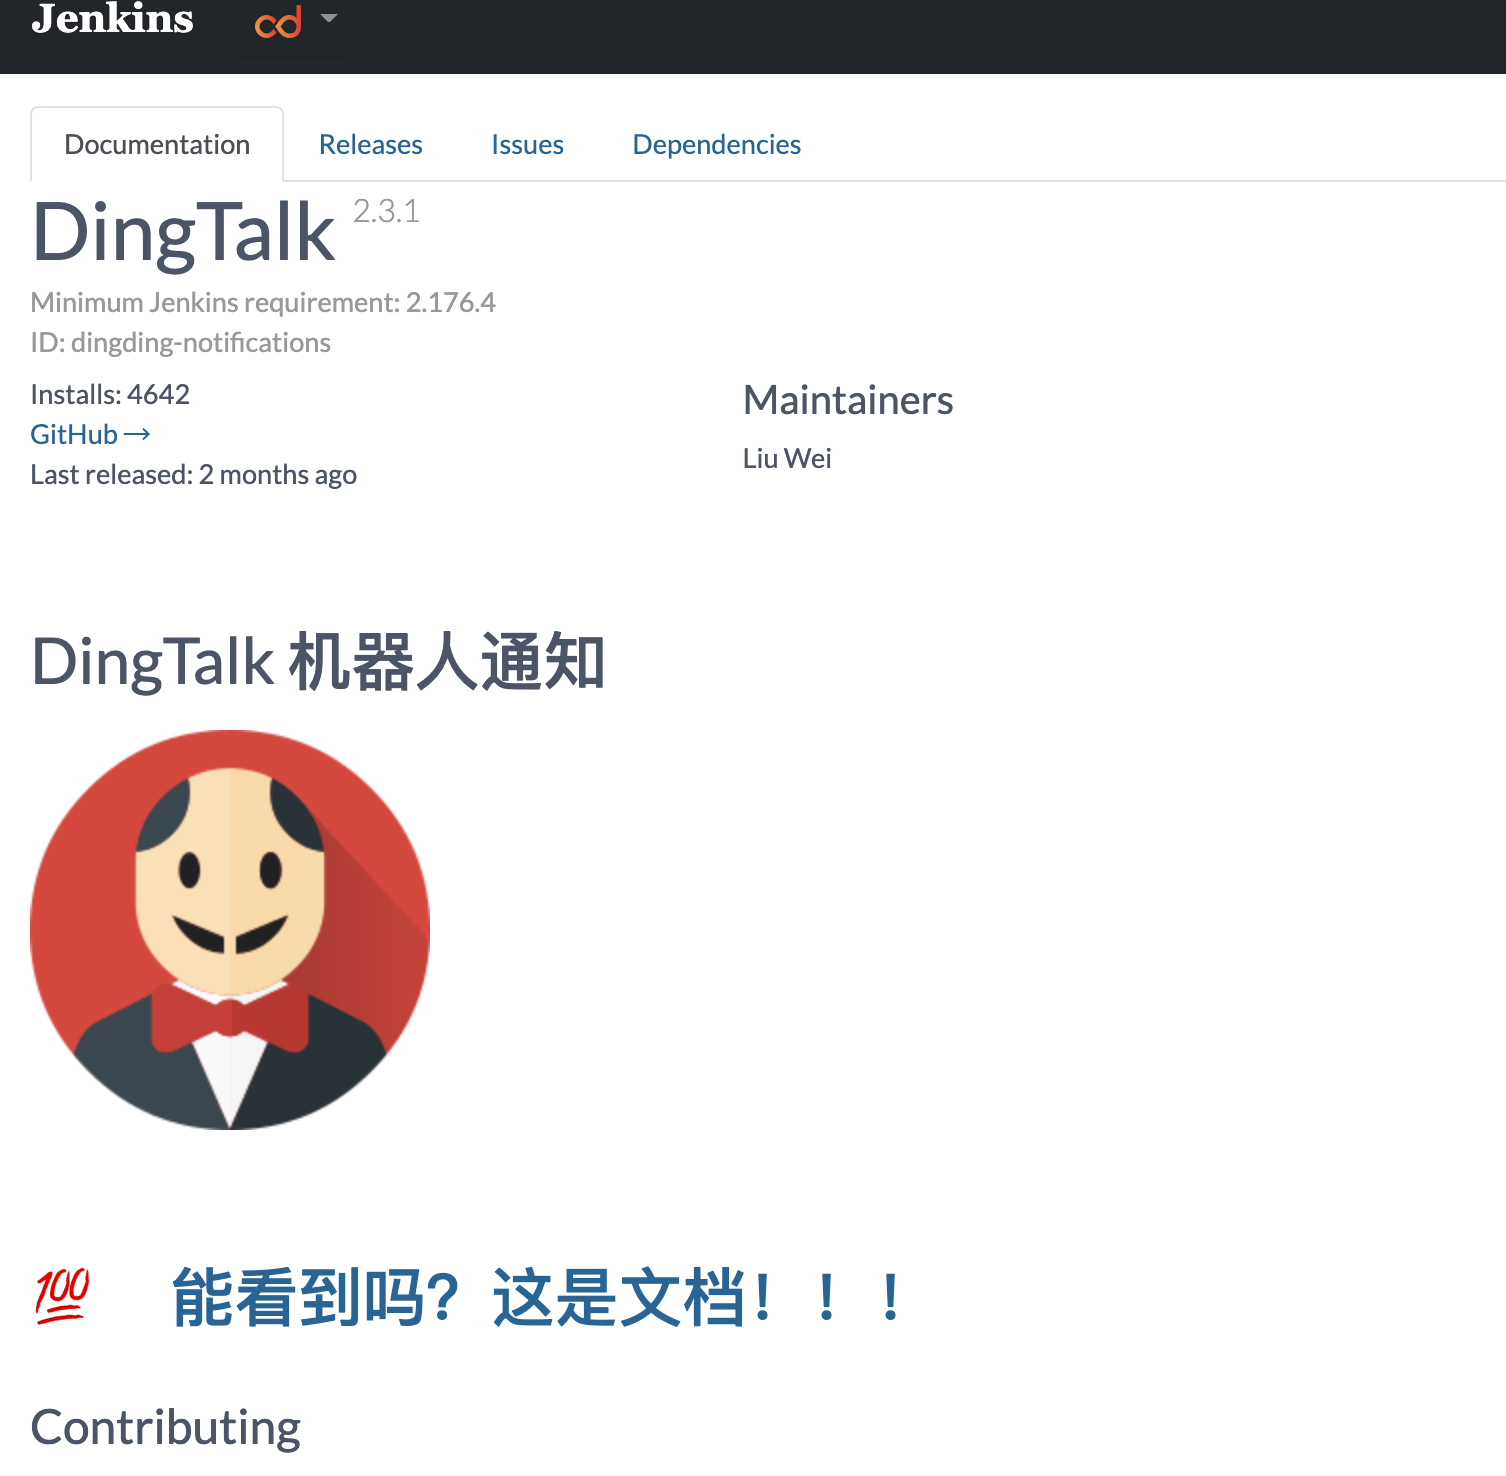 Jenkins cd
Documentation Releases Issues Dependencies
DingTalk 2.3.1
Minimum Jenkins requirement: 2.176.4
ID: dingding-notifications
Installs: 4642
GitHub→
Last released: 2 months ago
Maintainers
Liu Wei
DingTalk 机器人通知
💯 能看到吗？这是文档！！！
Contributing